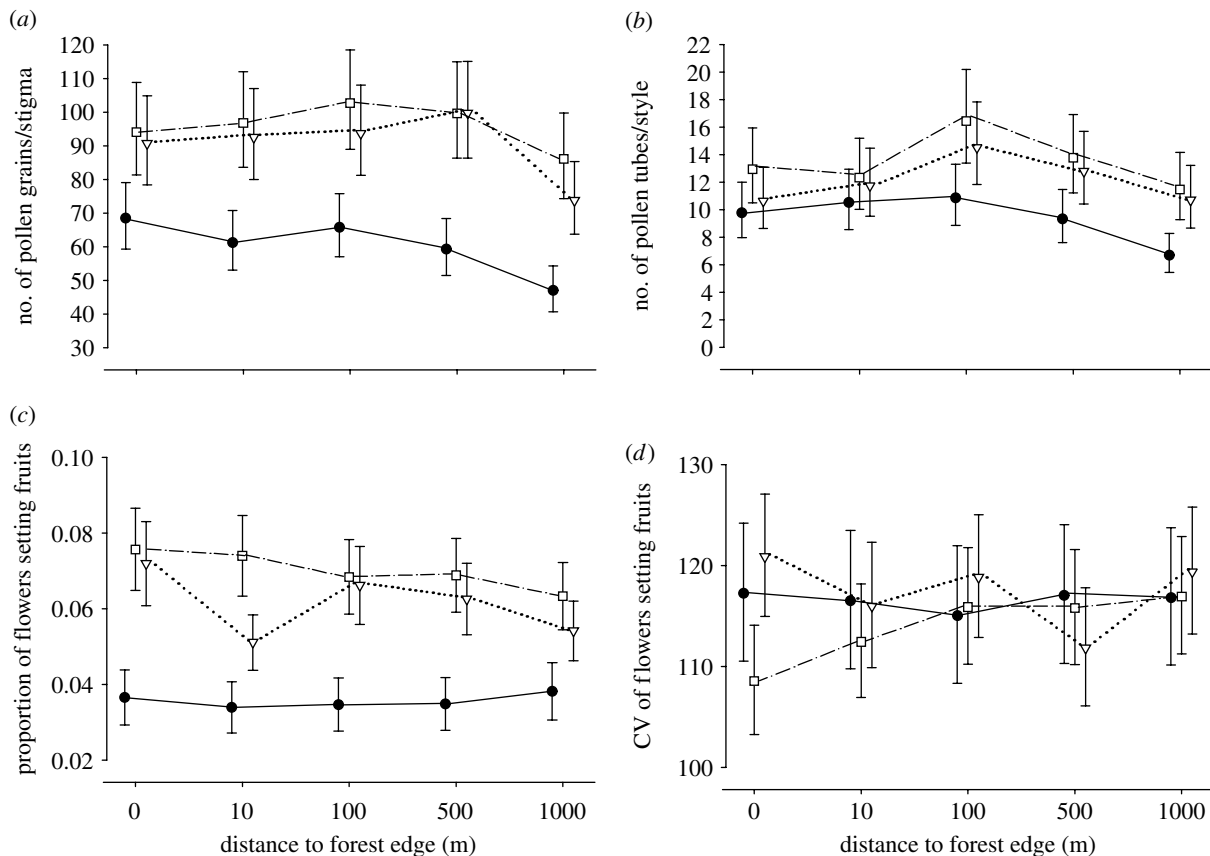 (a)
no. of pollen grains/stigma
120
110
100
90
80
70
60
50
40
30
(b)
no. of pollen tubes/style
22
20
18
16
14
12
10
8
6
4
2
0
(c)
proportion of flowers setting fruits
0.10
0.08
0.06
0.04
0.02
0 10 100 500 1000
distance to forest edge (m)
(d)
CV of flowers setting fruits
130
120
110
100
0 10 100 500 1000
distance to forest edge (m)